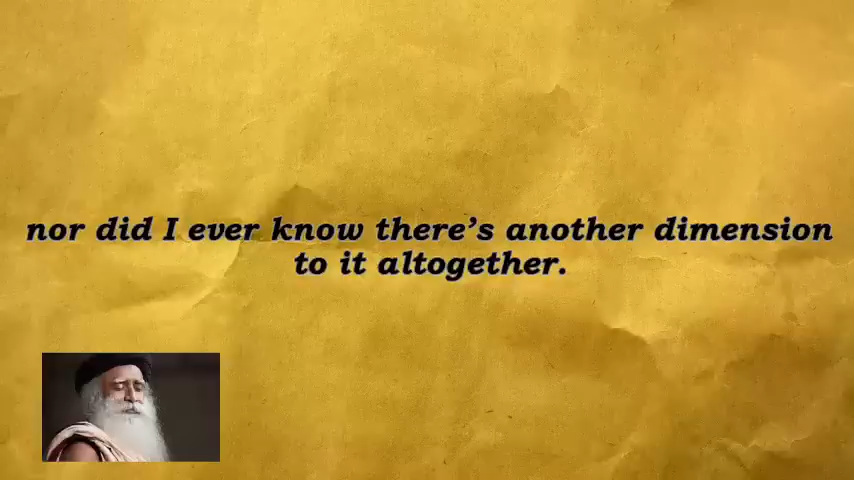 nor did I ever know there's another dimension
to it altogether.